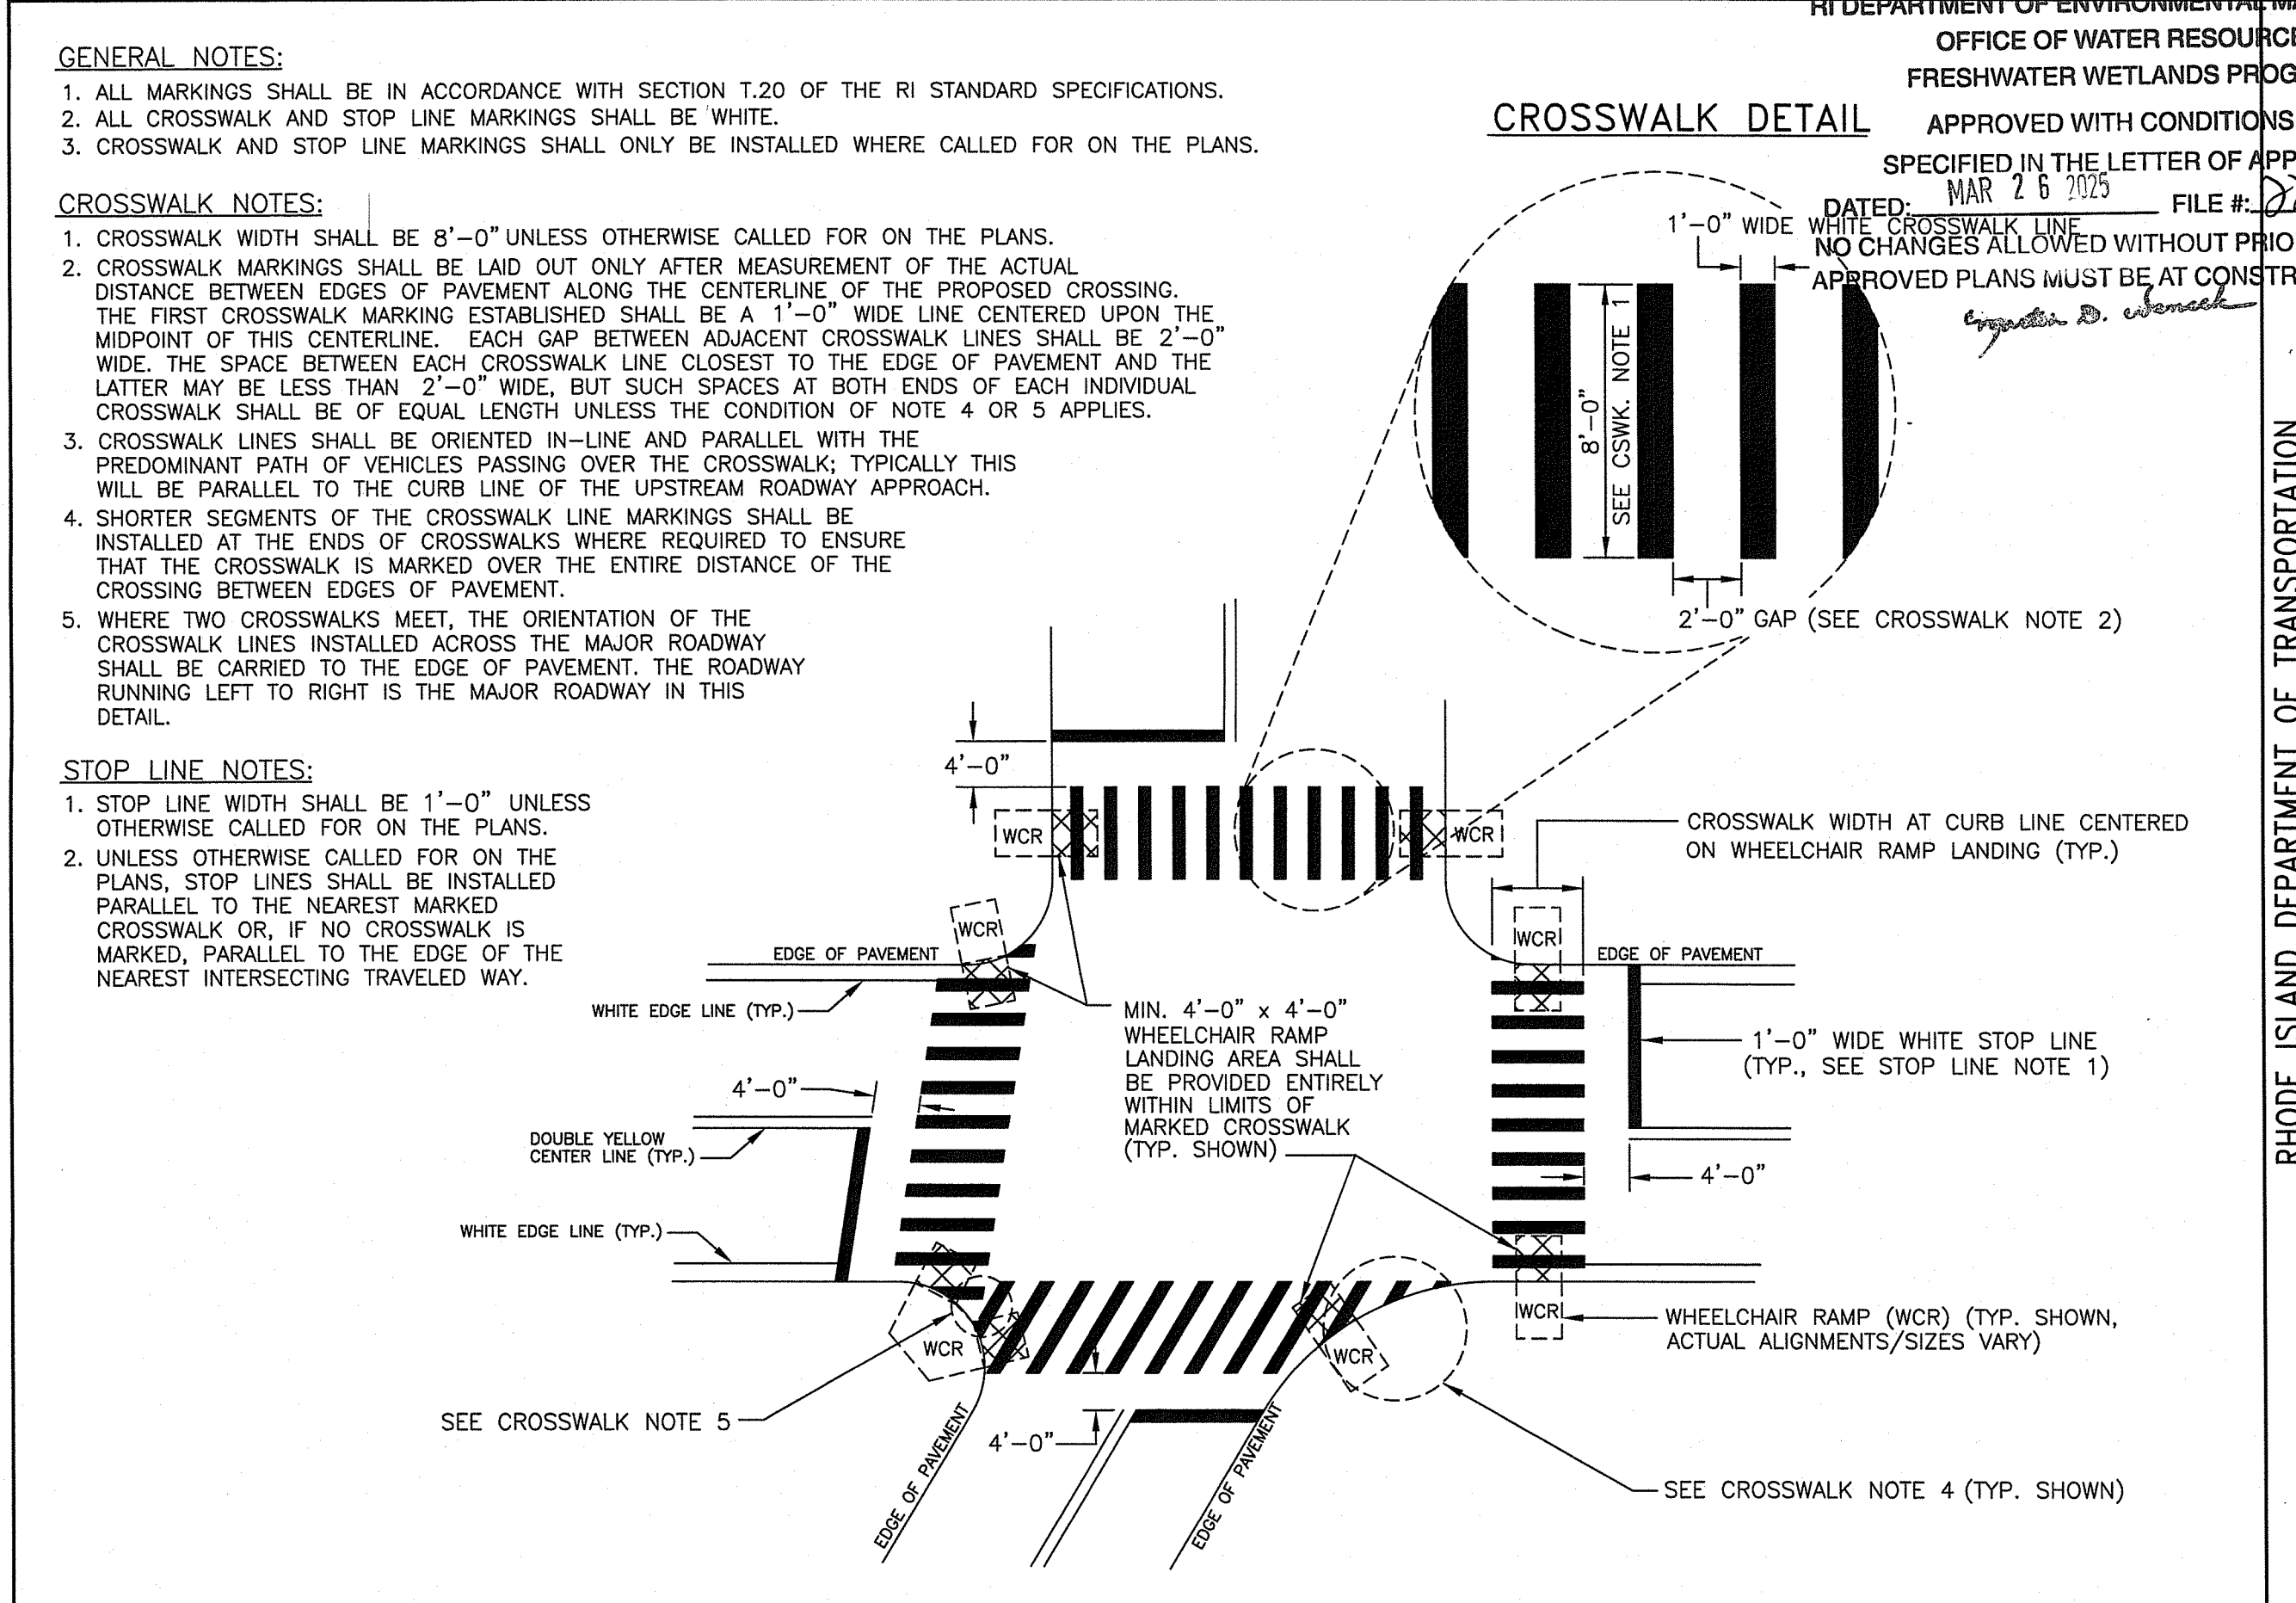 GENERAL NOTES:
1. ALL MARKINGS SHALL BE IN ACCORDANCE WITH SECTION T.20 OF THE RI STANDARD SPECIFICATIONS.
2. ALL CROSSWALK AND STOP LINE MARKINGS SHALL BE WHITE.
3. CROSSWALK AND STOP LINE MARKINGS SHALL ONLY BE INSTALLED WHERE CALLED FOR ON THE PLANS.
CROSSWALK NOTES:
1. CROSSWALK WIDTH SHALL BE 8'-0" UNLESS OTHERWISE CALLED FOR ON THE PLANS.
2. CROSSWALK MARKINGS SHALL BE LAID OUT ONLY AFTER MEASUREMENT OF THE ACTUAL
DISTANCE BETWEEN EDGES OF PAVEMENT ALONG THE CENTERLINE OF THE PROPOSED CROSSING.
THE FIRST CROSSWALK MARKING ESTABLISHED SHALL BE A 1'-0" WIDE LINE CENTERED UPON THE
MIDPOINT OF THIS CENTERLINE. EACH GAP BETWEEN ADJACENT CROSSWALK LINES SHALL BE 2'-0"
WIDE. THE SPACE BETWEEN EACH CROSSWALK LINE CLOSEST TO THE EDGE OF PAVEMENT AND THE
LATTER MAY BE LESS THAN 2'-0" WIDE, BUT SUCH SPACES AT BOTH ENDS OF EACH INDIVIDUAL
CROSSWALK SHALL BE OF EQUAL LENGTH UNLESS THE CONDITION OF NOTE 4 OR 5 APPLIES.
3. CROSSWALK LINES SHALL BE ORIENTED IN-LINE AND PARALLEL WITH THE
PREDOMINANT PATH OF VEHICLES PASSING OVER THE CROSSWALK; TYPICALLY THIS
WILL BE PARALLEL TO THE CURB LINE OF THE UPSTREAM ROADWAY APPROACH.
4. SHORTER SEGMENTS OF THE CROSSWALK LINE MARKINGS SHALL BE
INSTALLED AT THE ENDS OF CROSSWALKS WHERE REQUIRED TO ENSURE
THAT THE CROSSWALK IS MARKED OVER THE ENTIRE DISTANCE OF THE
CROSSING BETWEEN EDGES OF PAVEMENT.
5. WHERE TWO CROSSWALKS MEET, THE ORIENTATION OF THE
CROSSWALK LINES INSTALLED ACROSS THE MAJOR ROADWAY
SHALL BE CARRIED TO THE EDGE OF PAVEMENT. THE ROADWAY
RUNNING LEFT TO RIGHT IS THE MAJOR ROADWAY IN THIS
DETAIL.
STOP LINE NOTES:
1. STOP LINE WIDTH SHALL BE 1'-0" UNLESS
OTHERWISE CALLED FOR ON THE PLANS.
2. UNLESS OTHERWISE CALLED FOR ON THE
PLANS, STOP LINES SHALL BE INSTALLED
PARALLEL TO THE NEAREST MARKED
CROSSWALK OR, IF NO CROSSWALK IS
MARKED, PARALLEL TO THE EDGE OF THE
NEAREST INTERSECTING TRAVELED WAY.
RI DEPARTMENT OF ENVIRONMENTAL
OFFICE OF WATER
FRESHWATER WETLANDS
APPROVED WITH CONDITIONS
SPECIFIED IN THE LETTER OF
DATED: MAR 26 2025 FILE #:
NO CHANGES ALLOWED WITHOUT
APPROVED PLANS MUST BE AT
CROSSWALK DETAIL
1'-0" WIDE WHITE CROSSWALK LINE
8'-0"
SEE CSWK. NOTE 1
2'-0" GAP (SEE CROSSWALK NOTE 2)
4'-0"
WCR
WCR
CROSSWALK WIDTH AT CURB LINE CENTERED
ON WHEELCHAIR RAMP LANDING (TYP.)
WCR
WCR
EDGE OF PAVEMENT
EDGE OF PAVEMENT
WHITE EDGE LINE (TYP.)
MIN. 4'-0" x 4'-0"
WHEELCHAIR RAMP
LANDING AREA SHALL
BE PROVIDED ENTIRELY
WITHIN LIMITS OF
MARKED CROSSWALK
(TYP. SHOWN)
1'-0" WIDE WHITE STOP LINE
(TYP., SEE STOP LINE NOTE 1)
4'-0"
DOUBLE YELLOW
CENTER LINE (TYP.)
4'-0"
WHITE EDGE LINE (TYP.)
WCR
WCR
WCR
WHEELCHAIR RAMP (WCR) (TYP. SHOWN,
ACTUAL ALIGNMENTS/SIZES VARY)
SEE CROSSWALK NOTE 5
4'-0"
EDGE OF PAVEMENT
EDGE OF PAVEMENT
SEE CROSSWALK NOTE 4 (TYP. SHOWN)
RHODE ISLAND DEPARTMENT OF TRANSPORTATION